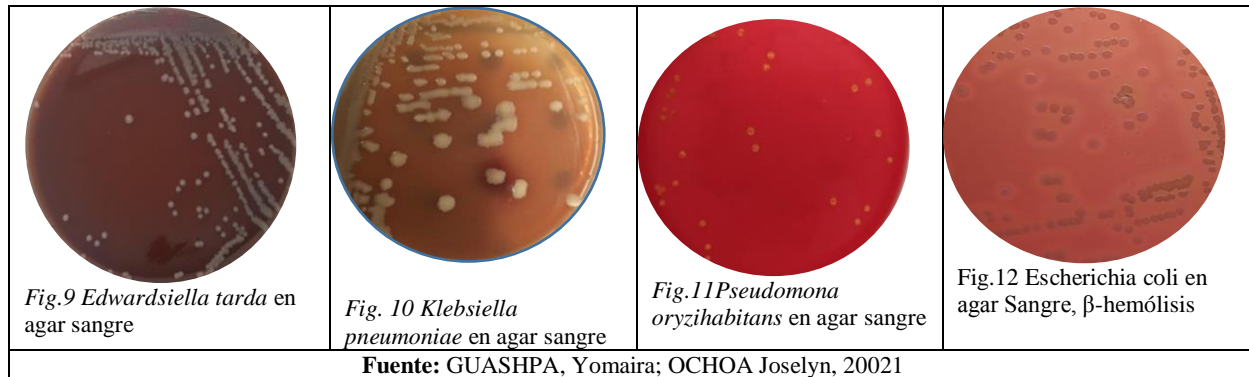 Fig.9 Edwardsiella tarda en
agar sangre
Fig. 10 Klebsiella
pneumoniae en agar sangre
Fig.11Pseudomona
oryzihabitans en agar sangre
Fig.12 Escherichia coli en
agar Sangre, β-hemólisis
Fuente: GUASHPA, Yomaira; OCHOA Joselyn, 20021